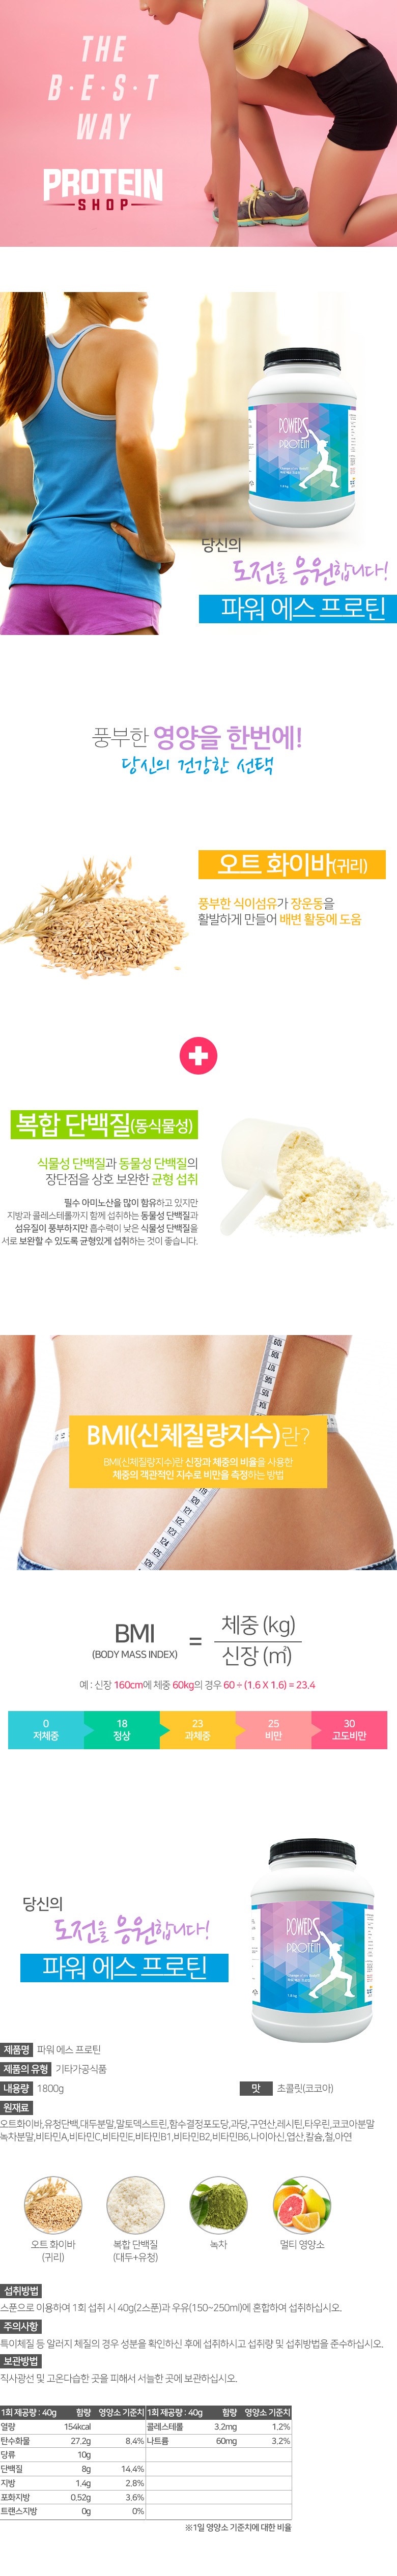 THE
B·E·S·T
WAY
PROTEIN
SHOP
POWER S
PROTEIN
당신의
도전을 응원합니다!
파워 에스 프로틴
풍부한 영양을 한번에!
당신의 건강한 선택
오트 화이바(귀리)
풍부한 식이섬유가 장운동을
활발하게 만들어 배변 활동에 도움
복합 단백질(동식물성)
식물성 단백질과 동물성 단백질의
장단점을 상호 보완한 균형 섭취
필수 아미노산을 많이 함유하고 있지만
지방과 콜레스테롤까지 함께 섭취하는 동물성 단백질과
섬유질이 풍부하지만 흡수력이 낮은 식물성 단백질을
서로 보완할 수 있도록 균형있게 섭취하는 것이 좋습니다.
BMI(신체질량지수)란?
BMI(신체질량지수)란 신장과 체중의 비율을 사용한
체중의 객관적인 지수로 비만을 측정하는 방법
BMI
(BODY MASS INDEX)
=
체중 (kg)
신장 (㎡)
예 : 신장 160cm에 체중 60kg의 경우 60 ÷ (1.6 X 1.6) = 23.4
0 18 23 25 30
저체중 정상 과체중 비만 고도비만
당신의
도전을 응원합니다!
파워 에스 프로틴
POWER S
PROTEIN
제품명 파워 에스 프로틴
제품의 유형 기타가공식품
내용량 1800g 맛 초콜릿(코코아)
원재료
오트화이바,유청단백,대두분말,말토덱스트린,함수결정포도당,과당,구연산,레시틴,타우린,코코아분말
녹차분말,비타민A,비타민C,비타민E,비타민B1,비타민B2,비타민B6,나이아신,엽산,칼슘,철,아연
오트 화이바 복합 단백질 녹차 멀티 영양소
(귀리) (대두+유청)
섭취방법
스푼으로 이용하여 1회 섭취 시 40g(2스푼)과 우유(150~250ml)에 혼합하여 섭취하십시오.
주의사항
특이체질 등 알러지 체질의 경우 성분을 확인하신 후에 섭취하시고 섭취량 및 섭취방법을 준수하십시오.
보관방법
직사광선 및 고온다습한 곳을 피해서 서늘한 곳에 보관하십시오.
1회 제공량 : 40g 함량 영양소 기준치 1회 제공량 : 40g 함량 영양소 기준치
열량 154kcal 콜레스테롤 3.2mg 1.2%
탄수화물 27.2g 8.4% 나트륨 60mg 3.2%
당류 10g
단백질 8g 14.4%
지방 1.4g 2.8%
포화지방 0.52g 3.6%
트랜스지방 0g 0%
※1일 영양소 기준치에 대한 비율